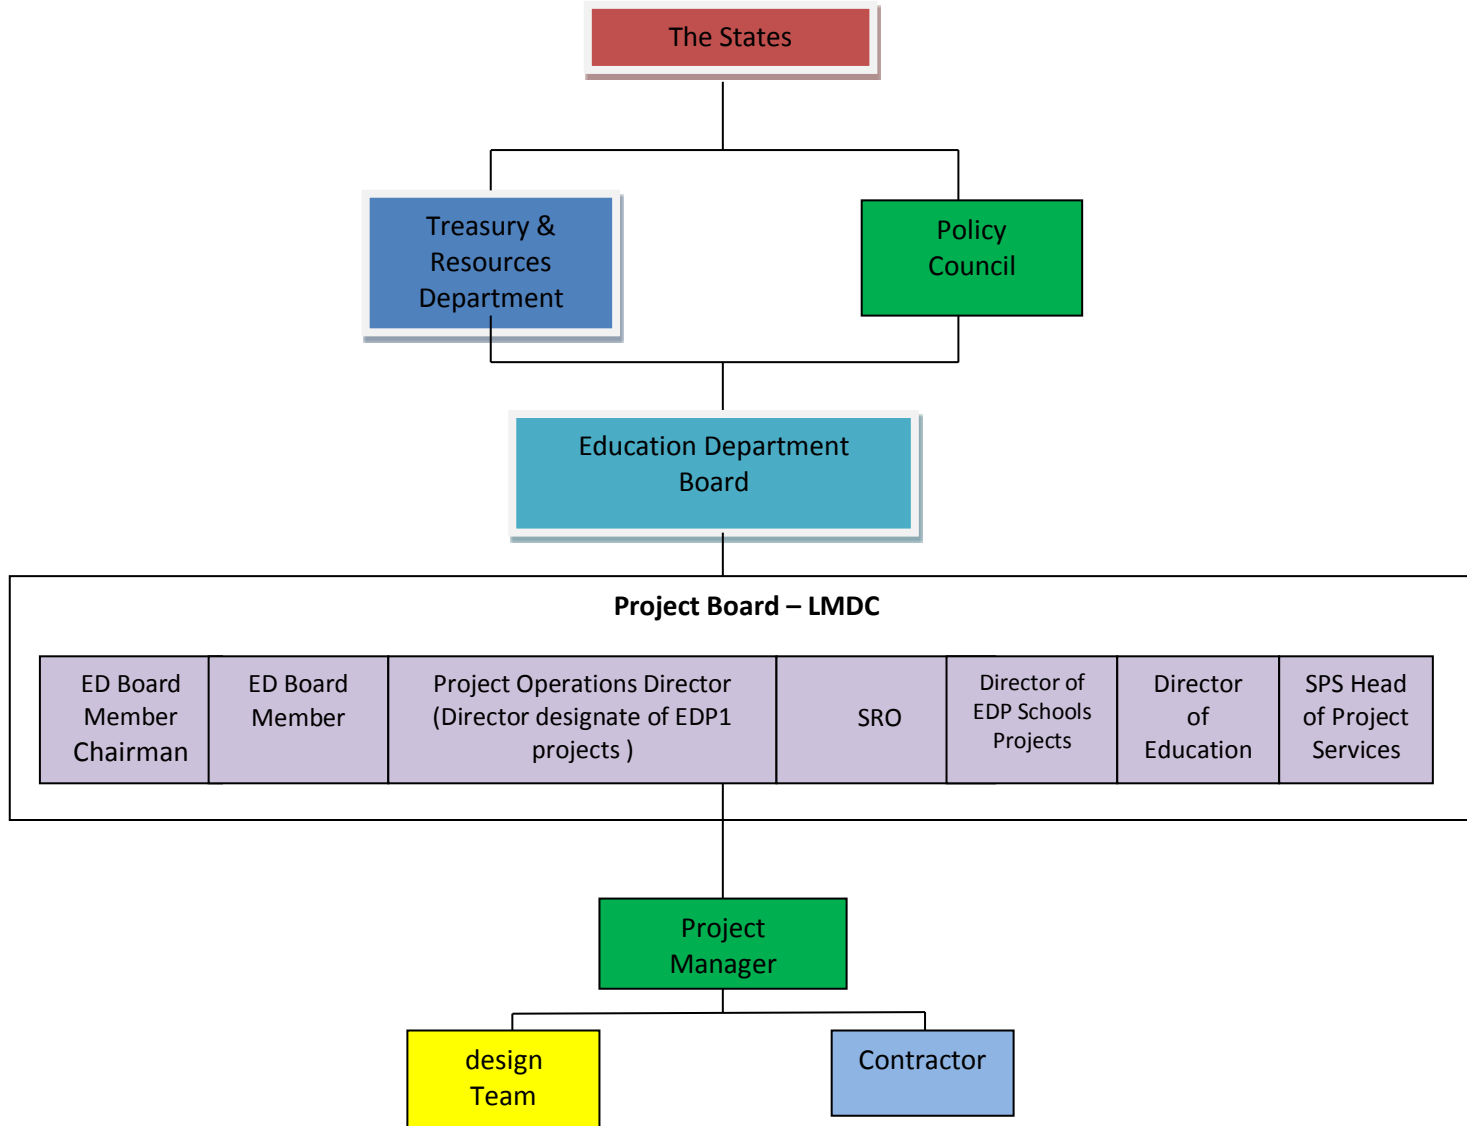 The States
Treasury &
Resources
Department
Policy
Council
Education Department
Board
Project Board – LMDC
ED Board
Member
Chairman
ED Board
Member
Project Operations Director
(Director designate of EDP1
projects )
SRO
Director of
EDP Schools
Projects
Director
of
Education
SPS Head
of Project
Services
Project
Manager
design
Team
Contractor